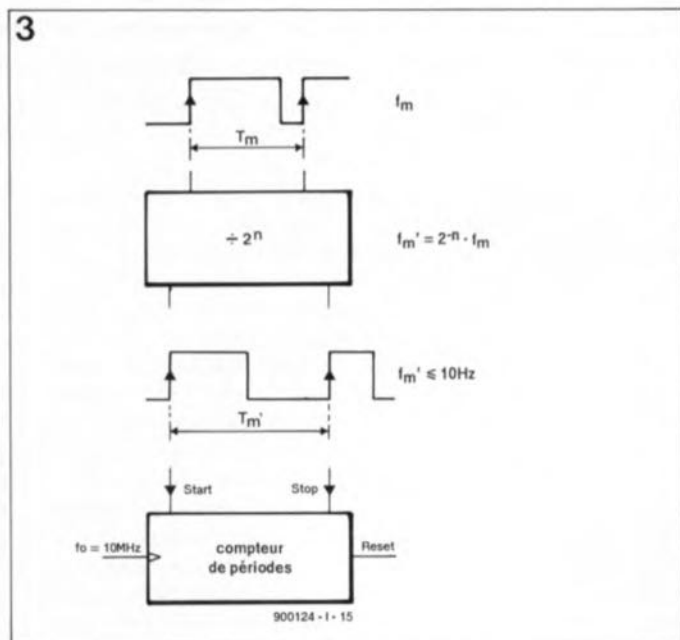 3
fm
Tm
÷ 2ⁿ
fm' = 2⁻ⁿ · fm
fm' ⩽ 10Hz
Tm'
Start
Stop
fo = 10MHz
compteur
de périodes
Reset
900124 - I - 15